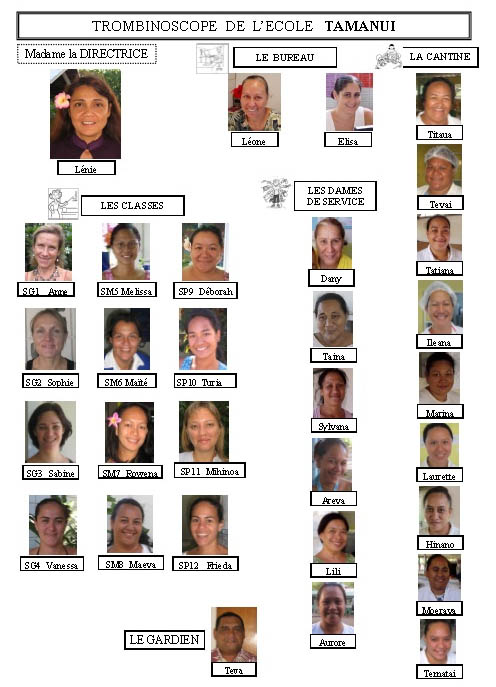 TROMBINOSCOPE DE L'ECOLE TAMANUI
Madame la DIRECTRICE
LE BUREAU
LA CANTINE
Lénie
Léone
Elisa
Titaua
Tevai
Tatiana
Ileana
Marina
Laurette
Hinano
Moerava
Ternatai
LES CLASSES
SG1 Anne
SM5 Melissa
SP9 Déborah
SG2 Sophie
SM6 Maïté
SP10 Turia
SG3 Sabine
SM7 Rowena
SP11 Mihinoa
SG4 Vanessa
SM8 Maeva
SP12 Frieda
LES DAMES
DE SERVICE
Dany
Taina
Sylvana
Areva
Lili
Aurore
LE GARDIEN
Teva